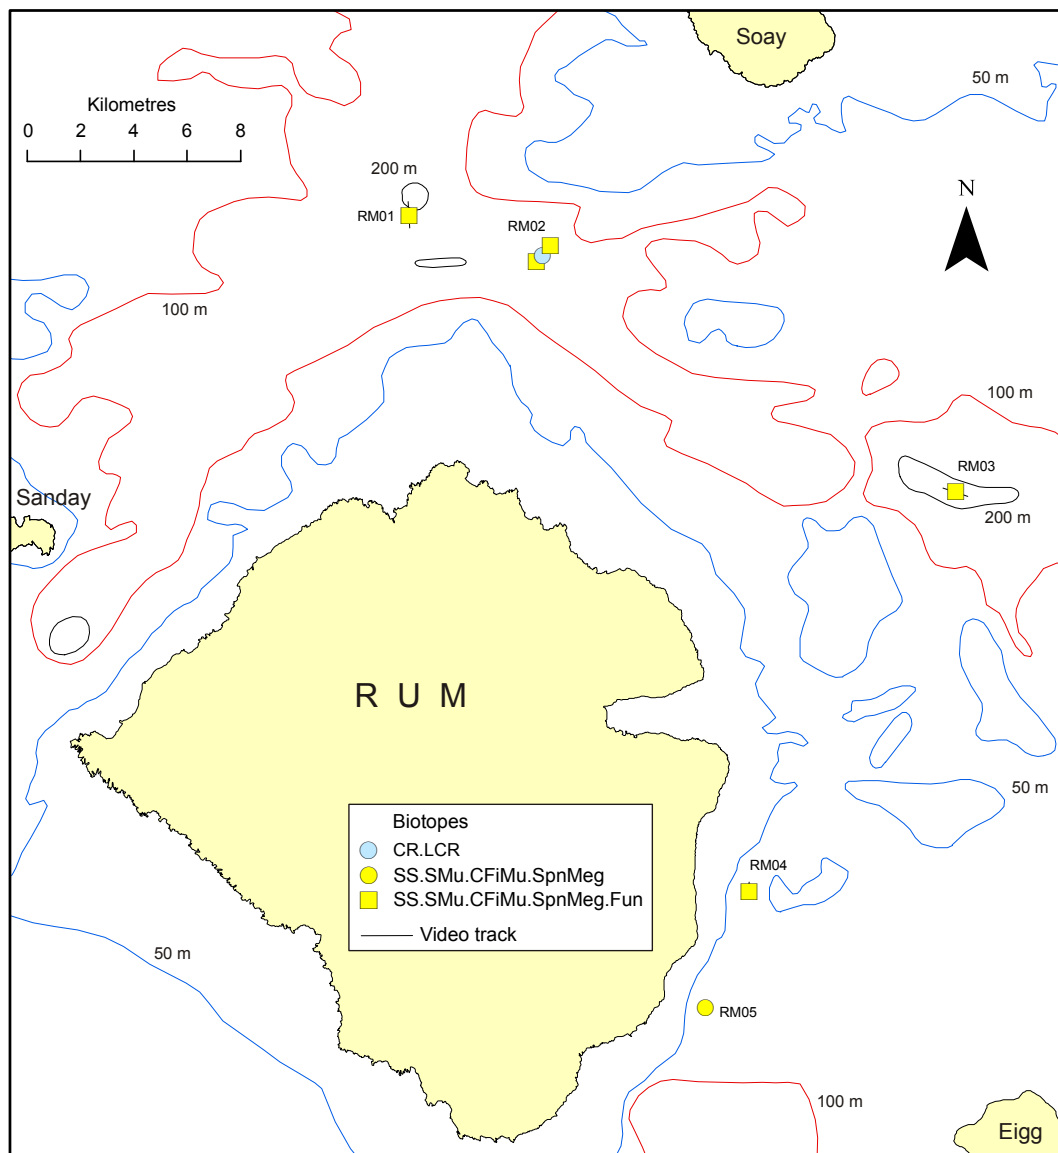 Soay
50 m
Kilometres
0 2 4 6 8
200 m
N
RM01
RM02
100 m
100 m
RM03
Sanday
200 m
R U M
50 m
Biotopes
CR.LCR
SS.SMu.CFiMu.SpnMeg
SS.SMu.CFiMu.SpnMeg.Fun
Video track
RM04
50 m
RM05
100 m
Eigg